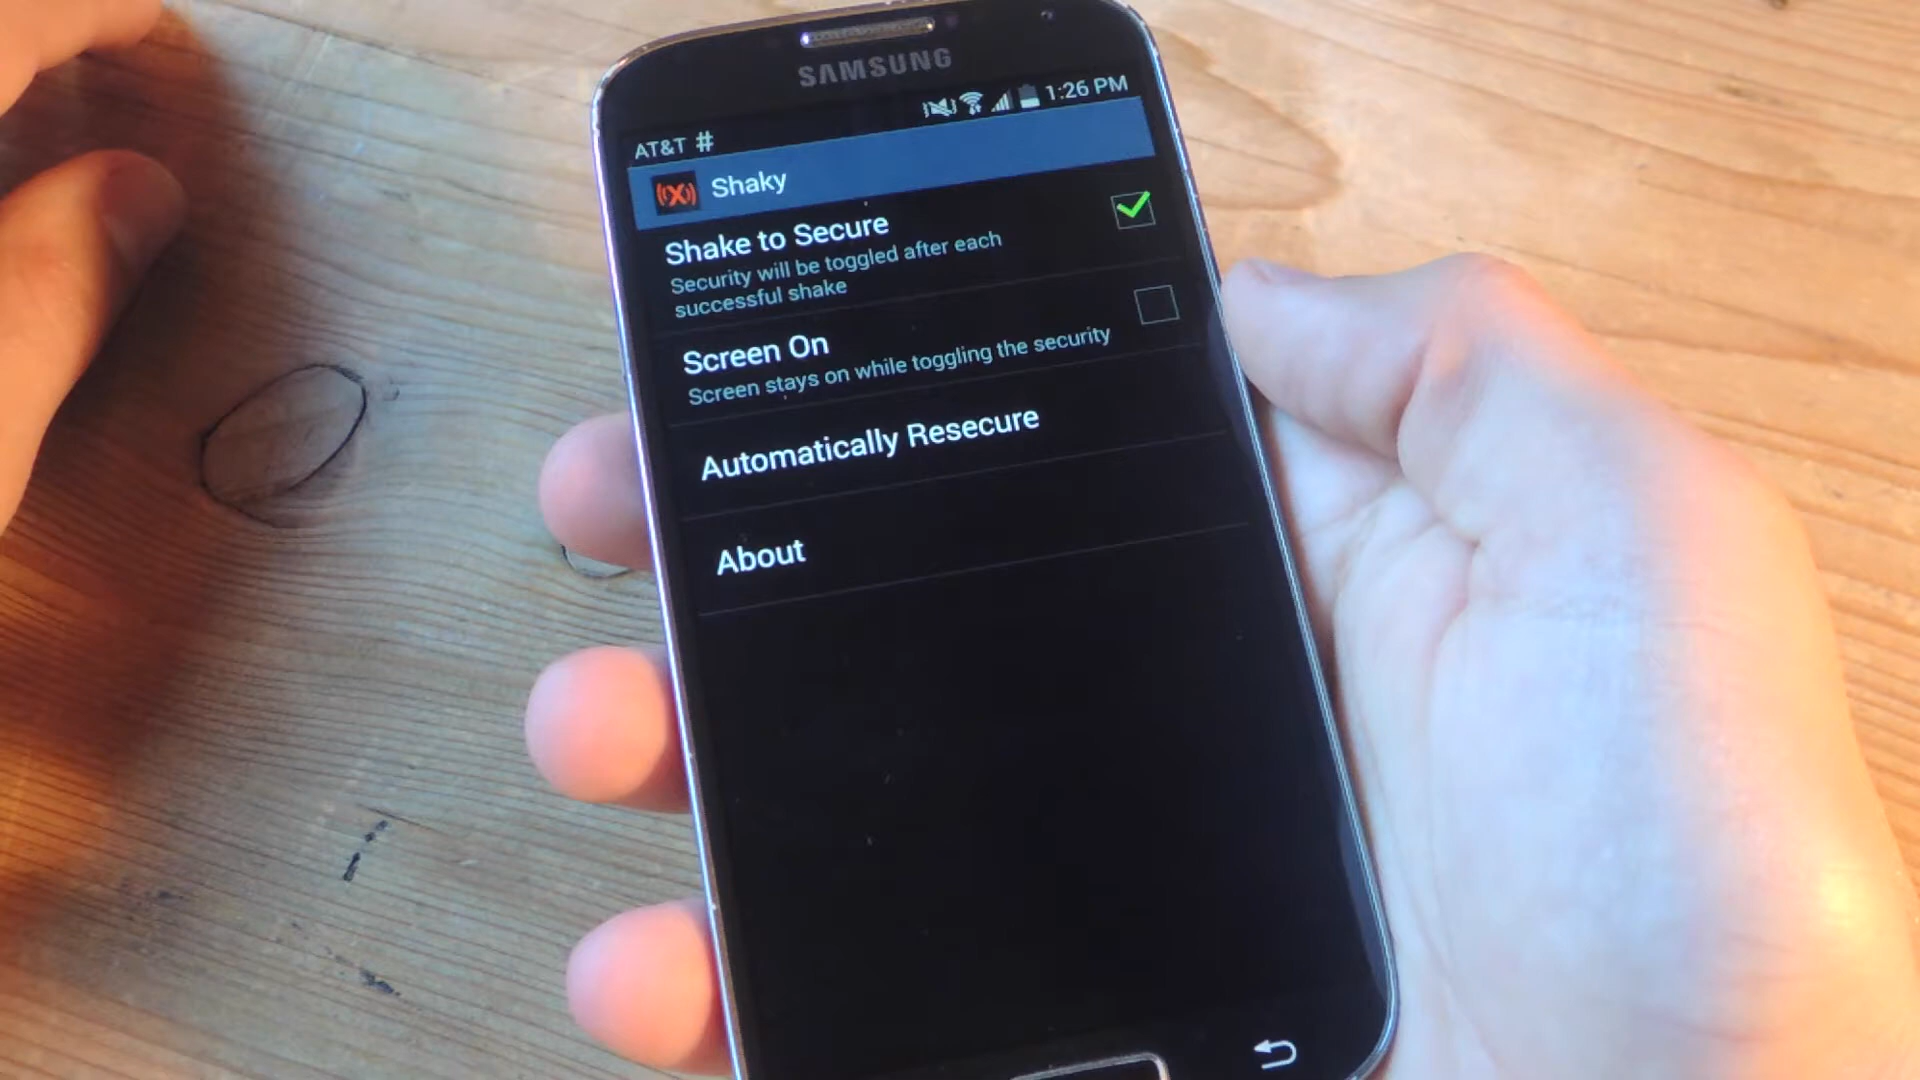 SAMSUNG
AT&T # 1:26 PM
Shaky
Shake to Secure
Security will be toggled after each
successful shake
Screen On
Screen stays on while toggling the security
Automatically Resecure
About